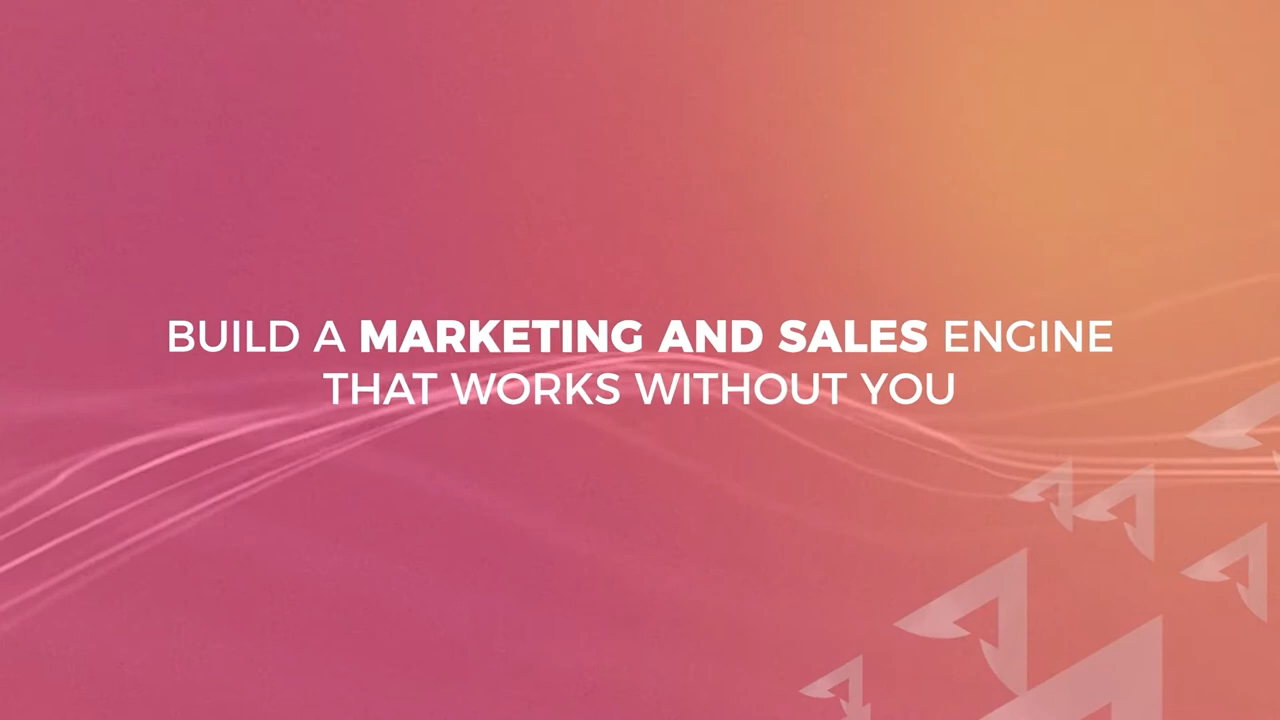 BUILD A MARKETING AND SALES ENGINE
THAT WORKS WITHOUT YOU